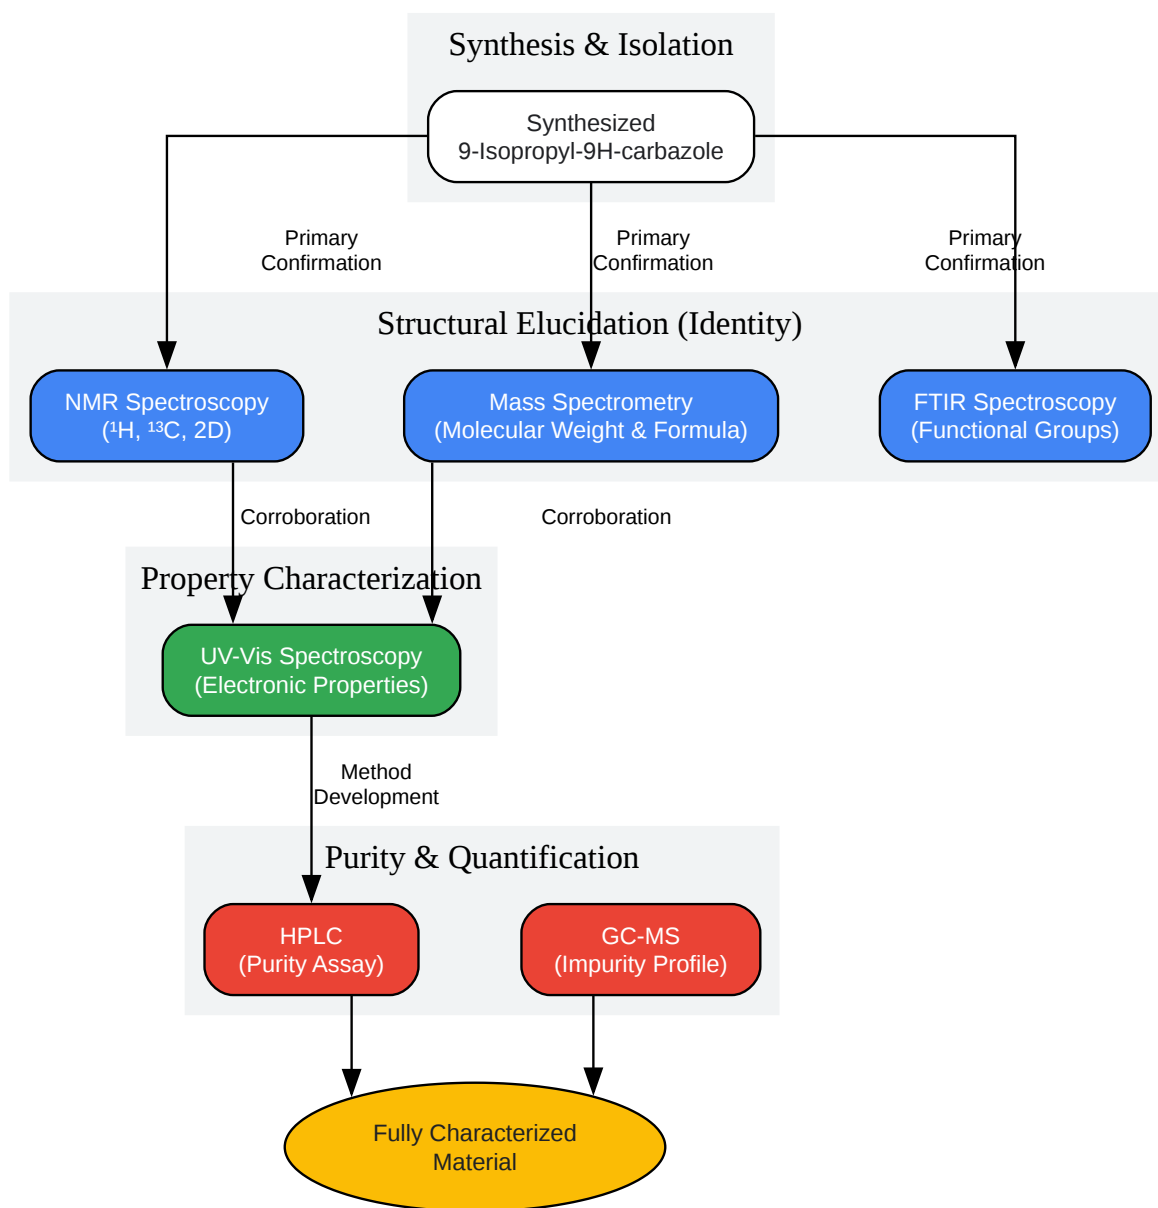 Synthesis & Isolation
Synthesized
9-Isopropyl-9H-carbazole
Primary
Confirmation
Primary
Confirmation
Primary
Confirmation
Structural Elucidation (Identity)
NMR Spectroscopy
(¹H, ¹³C, 2D)
Mass Spectrometry
(Molecular Weight & Formula)
FTIR Spectroscopy
(Functional Groups)
Corroboration
Corroboration
Property Characterization
UV-Vis Spectroscopy
(Electronic Properties)
Method
Development
Purity & Quantification
HPLC
(Purity Assay)
GC-MS
(Impurity Profile)
Fully Characterized
Material